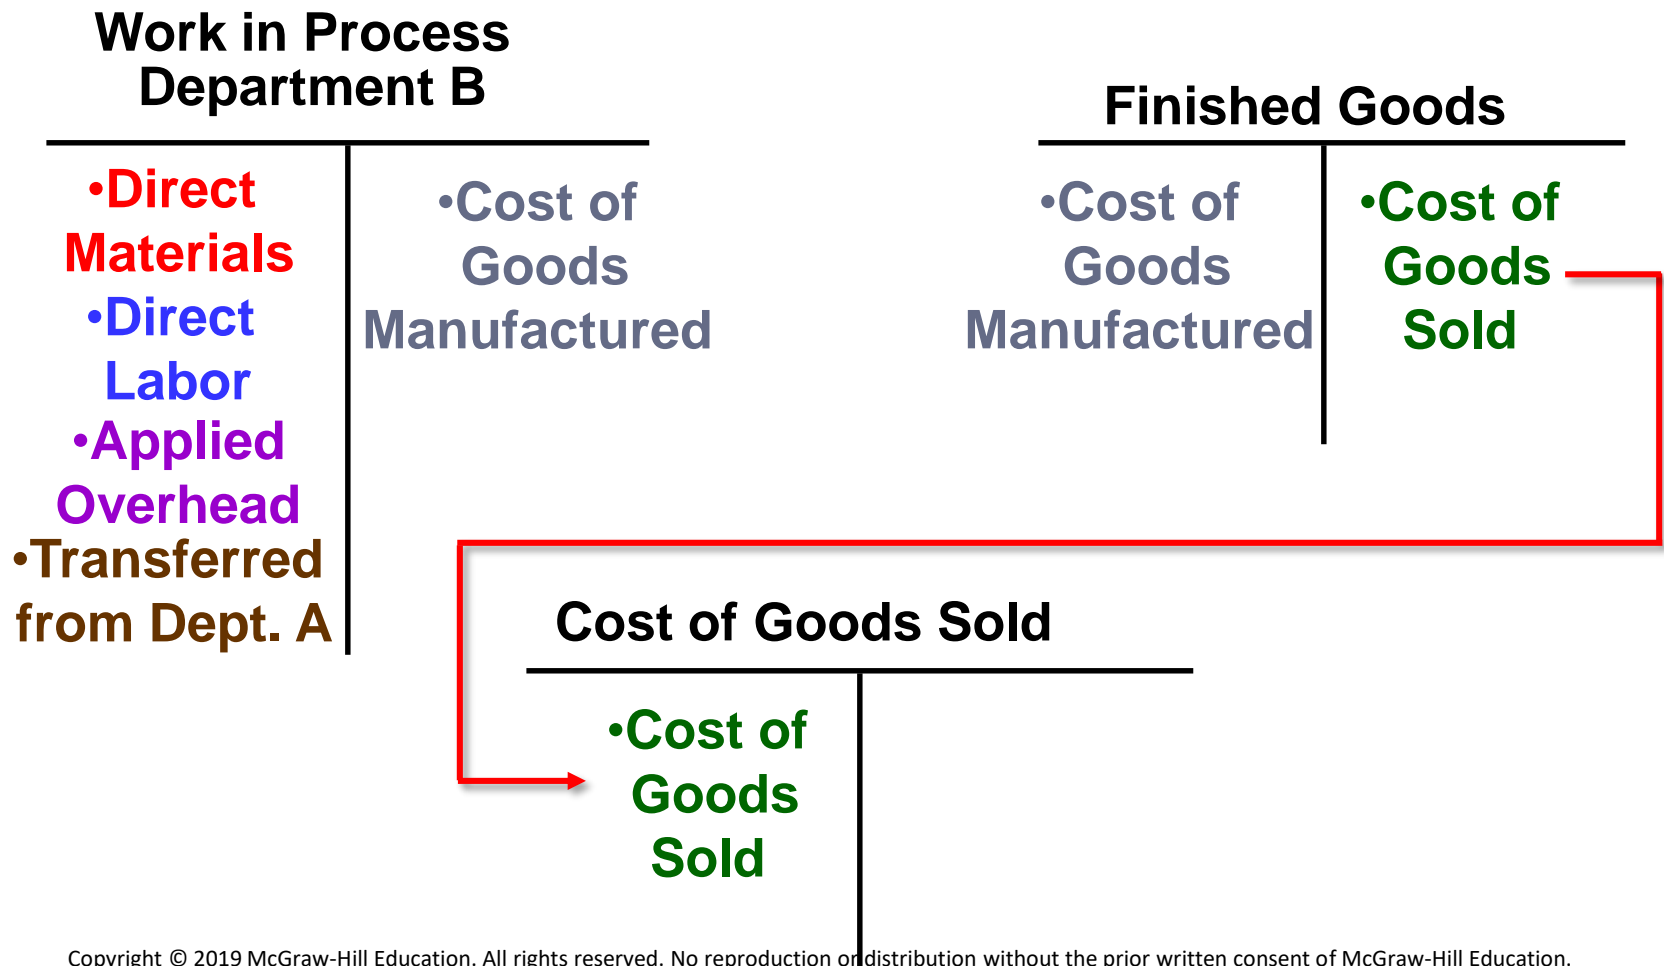 Work in Process
Department B
•Direct
Materials
•Direct
Labor
•Applied
Overhead
•Transferred
from Dept. A
•Cost of
Goods
Manufactured
Finished Goods
•Cost of
Goods
Manufactured
•Cost of
Goods
Sold
Cost of Goods Sold
•Cost of
Goods
Sold
Copyright © 2019 McGraw-Hill Education. All rights reserved. No reproduction or distribution without the prior written consent of McGraw-Hill Education.